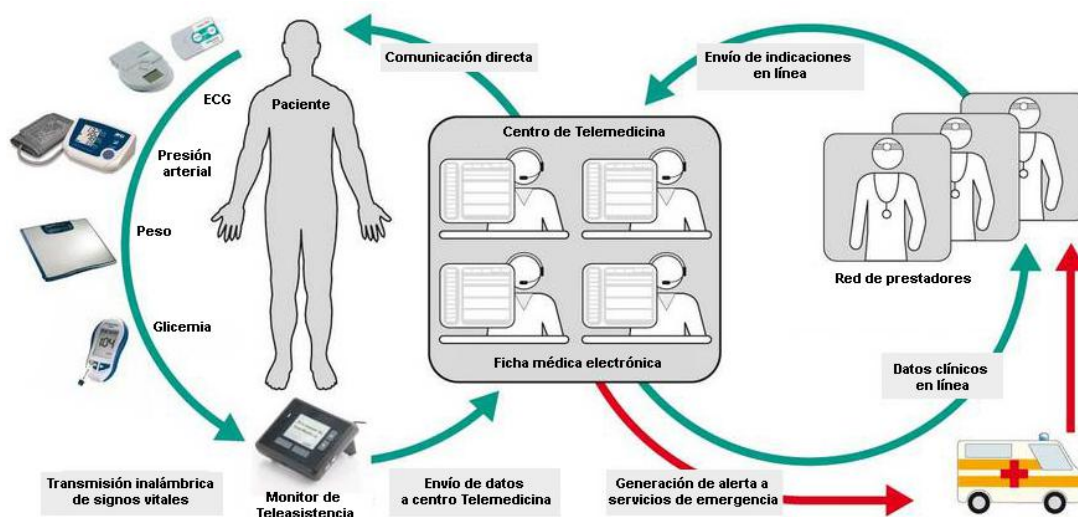 Comunicación directa
Envío de indicaciones
en línea
ECG
Paciente
Centro de Telemedicina
Presión
arterial
Peso
Red de prestadores
Glicemia
104
Ficha médica electrónica
Datos clínicos
en línea
Transmisión inalámbrica
de signos vitales
Monitor de
Teleasistencia
Envío de datos
a centro Telemedicina
Generación de alerta a
servicios de emergencia